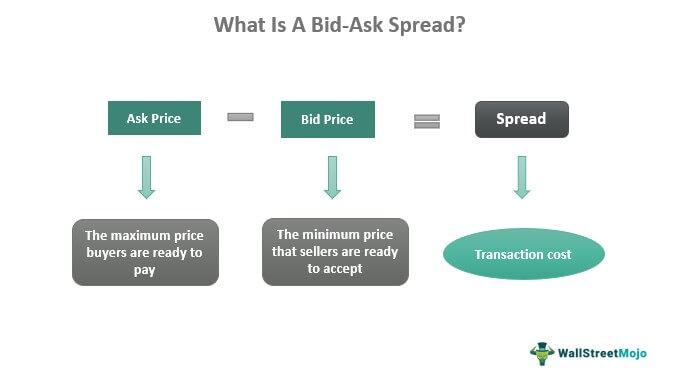 What Is A Bid-Ask Spread?
Ask Price
Bid Price
Spread
The maximum price
buyers are ready to
pay
The minimum price
that sellers are ready
to accept
Transaction cost
WallStreetMojo